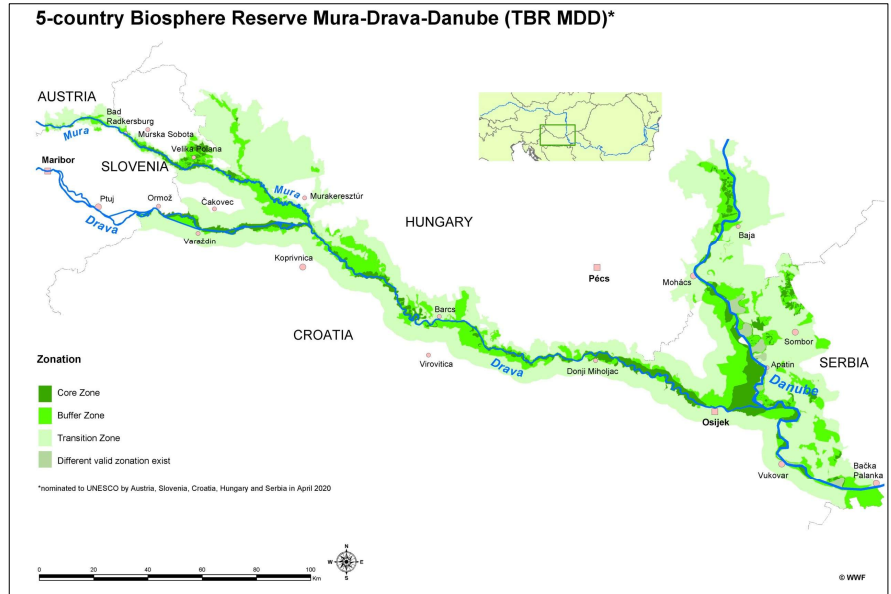 5-country Biosphere Reserve Mura-Drava-Danube (TBR MDD)*
AUSTRIA
Bad
Radkersburg
Mura
Murska Sobota
Velika Polana
Maribor
SLOVENIA
Ptuj
Ormož
Čakovec
Mura
Murakeresztúr
Drava
Varaždin
HUNGARY
Baja
Koprivnica
Pécs
Mohács
Barcs
CROATIA
Sombor
Zonation
Virovitica
Drava
Donji Miholjac
Apatin
SERBIA
Danube
Core Zone
Buffer Zone
Osijek
Transition Zone
Different valid zonation exist
Vukovar
Bačka
Palanka
*nominated to UNESCO by Austria, Slovenia, Croatia, Hungary and Serbia in April 2020
N
W
E
S
0 20 40 60 80 100
Km
© WWF